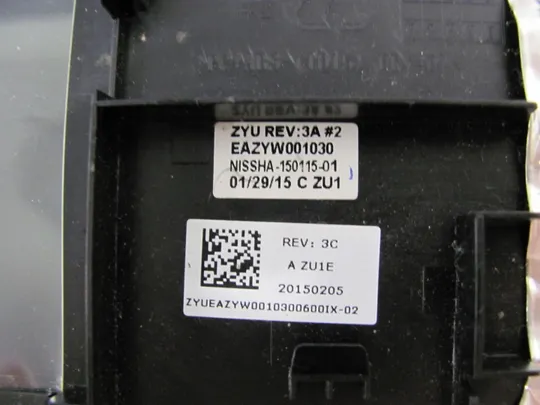 ZYU REV:3A #2
EAZYW001030
NISSHA-150115-01
01/29/15 C ZU1
REV: 3C
A ZU1E
20150205
ZYUEAZYW0010300600IX-02